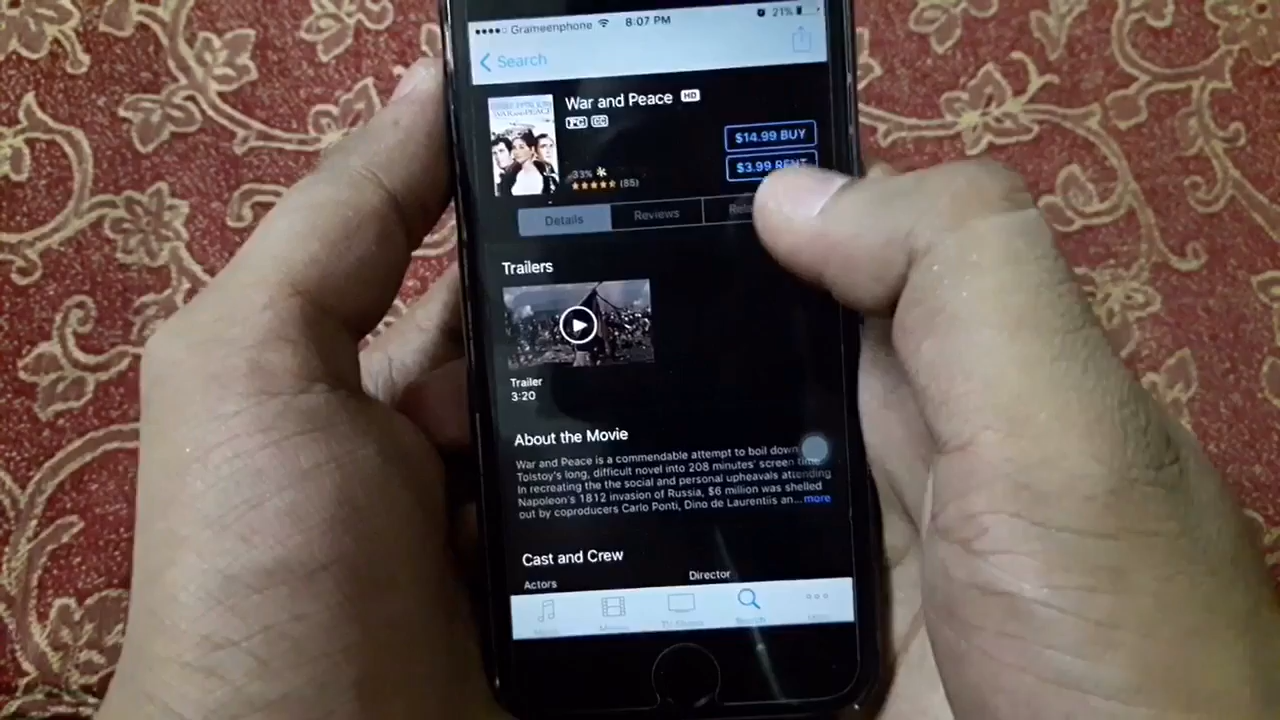 Grameenphone 8:07 PM 21%
Search
War and Peace HD
PG CC
$14.99 BUY
33%
$3.99 RENT
(85)
Details Reviews
Trailers
Trailer
3:20
About the Movie
War and Peace is a commendable attempt to boil down
Tolstoy's long, difficult novel into 208 minutes' screen time.
In recreating the the social and personal upheavals attending
Napoleon's 1812 invasion of Russia, $6 million was shelled
out by coproducers Carlo Ponti, Dino de Laurentiis an...more
Cast and Crew
Actors Director
Search